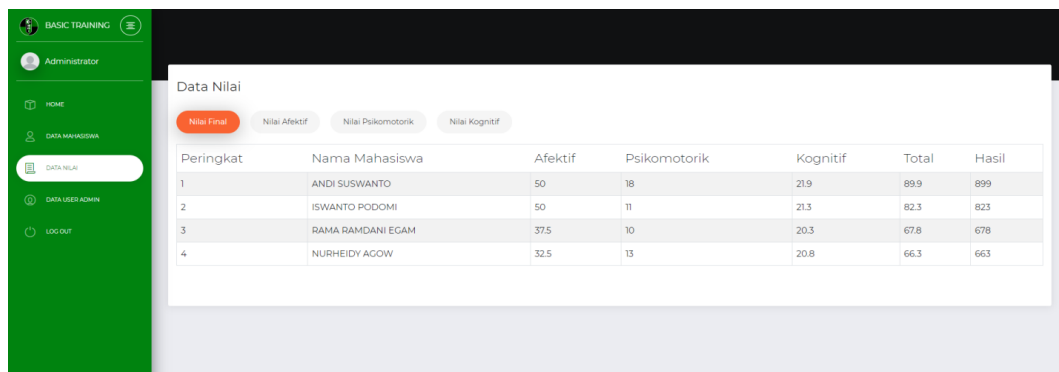 BASIC TRAINING
Administrator
HOME
DATA MAHASISWA
DATA NILAI
DATA USER ADMIN
LOG OUT
Data Nilai
Nilai Final Nilai Afektif Nilai Psikomotorik Nilai Kognitif
Peringkat Nama Mahasiswa Afektif Psikomotorik Kognitif Total Hasil
1 ANDI SUSWANTO 50 18 21.9 89.9 899
2 ISWANTO PODOMI 50 11 21.3 82.3 823
3 RAMA RAMDANI EGAM 37.5 10 20.3 67.8 678
4 NURHEIDY AGOW 32.5 13 20.8 66.3 663